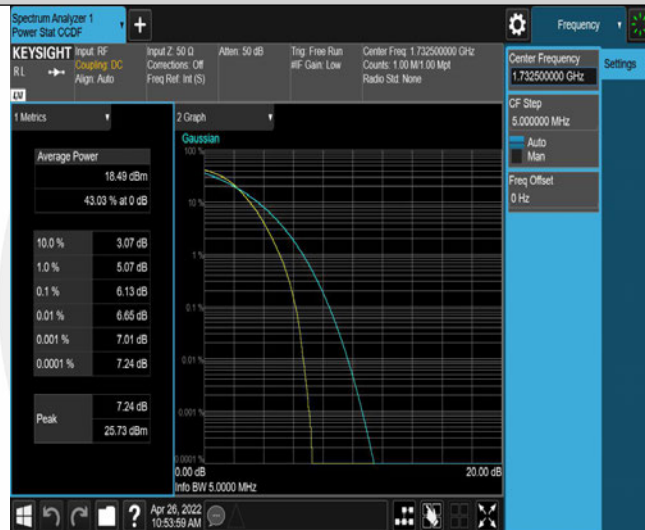 Spectrum Analyzer 1
Power Stat CCDF
Frequency
KEYSIGHT
R L
LXI
Input: RF
Coupling: DC
Align: Auto
Input Z: 50 Ω
Corrections: Off
Freq Ref: Int (S)
Atten: 50 dB
Trig: Free Run
#IF Gain: Low
Center Freq: 1.732500000 GHz
Counts: 1.00 M/1.00 Mpt
Radio Std: None
Center Frequency
1.732500000 GHz
Settings
CF Step
5.000000 MHz
Auto
Man
Freq Offset
0 Hz
1 Metrics
Average Power
18.49 dBm
43.03 % at 0 dB
10.0 % 3.07 dB
1.0 % 5.07 dB
0.1 % 6.13 dB
0.01 % 6.65 dB
0.001 % 7.01 dB
0.0001 % 7.24 dB
Peak
7.24 dB
25.73 dBm
2 Graph
Gaussian
100 %
10 %
1 %
0.1 %
0.01 %
0.001 %
0.0001 %
0.00 dB 20.00 dB
Info BW 5.0000 MHz
?
Apr 26, 2022
10:53:59 AM